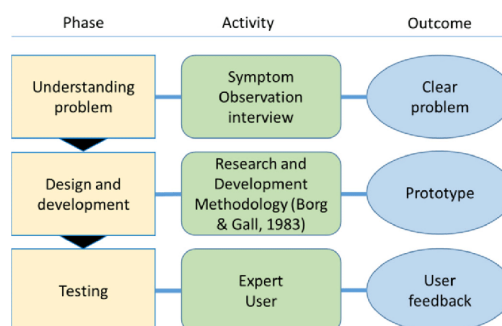 Phase
Activity
Outcome
Understanding
problem
Symptom
Observation
interview
Clear
problem
Design and
development
Research and
Development
Methodology (Borg
& Gall, 1983)
Prototype
Testing
Expert
User
User
feedback